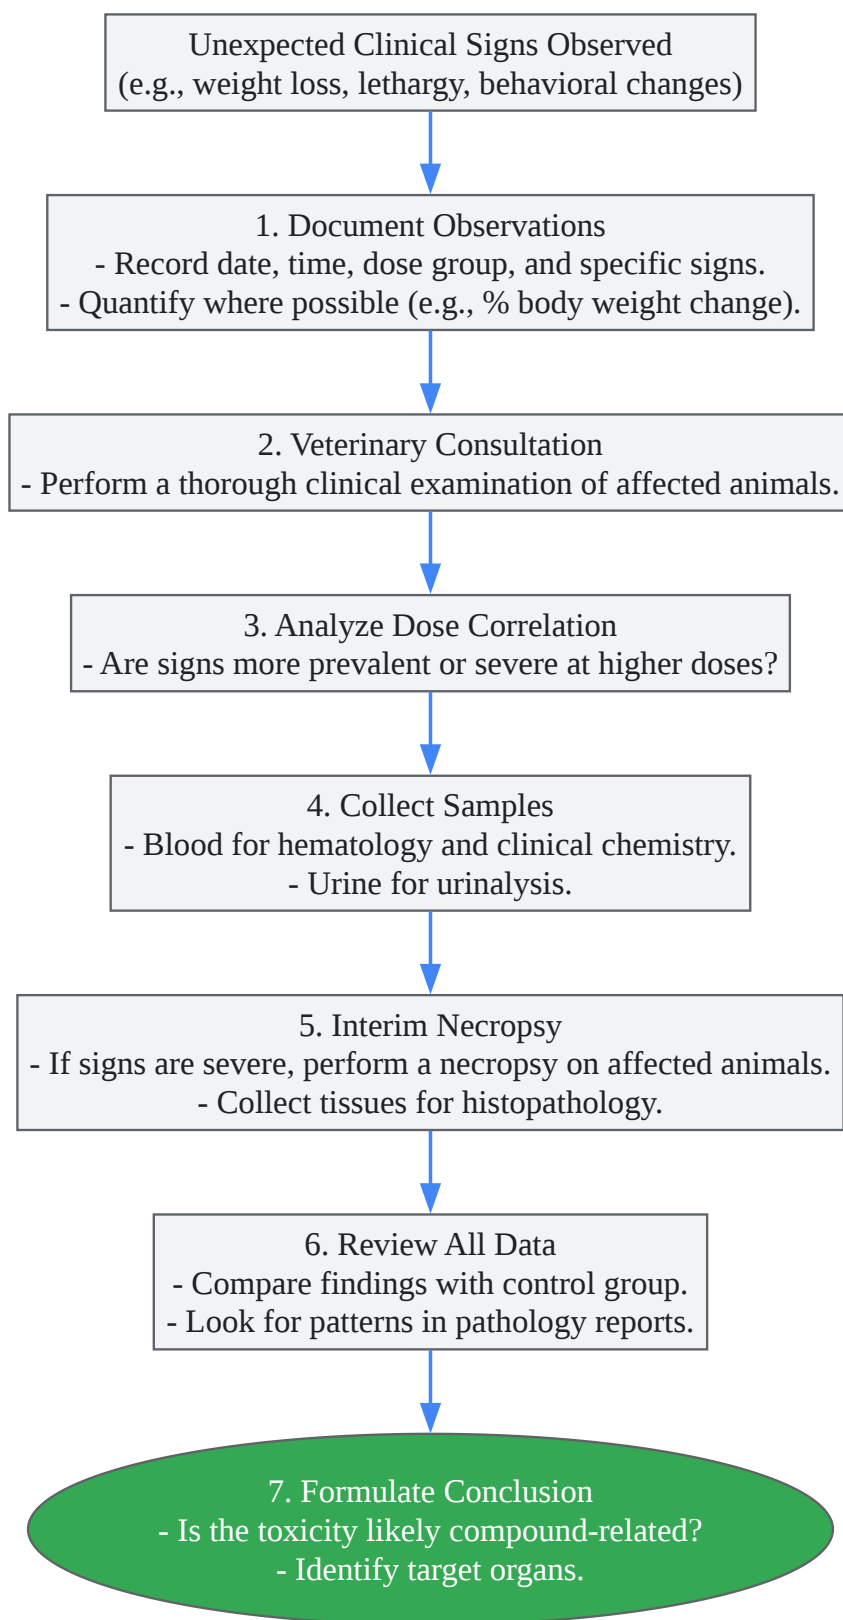 Unexpected Clinical Signs Observed
(e.g., weight loss, lethargy, behavioral changes)
1. Document Observations
- Record date, time, dose group, and specific signs.
- Quantify where possible (e.g., % body weight change).
2. Veterinary Consultation
- Perform a thorough clinical examination of affected animals.
3. Analyze Dose Correlation
- Are signs more prevalent or severe at higher doses?
4. Collect Samples
- Blood for hematology and clinical chemistry.
- Urine for urinalysis.
5. Interim Necropsy
- If signs are severe, perform a necropsy on affected animals.
- Collect tissues for histopathology.
6. Review All Data
- Compare findings with control group.
- Look for patterns in pathology reports.
7. Formulate Conclusion
- Is the toxicity likely compound-related?
- Identify target organs.